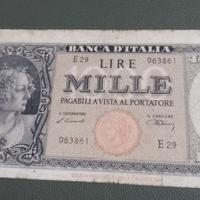 BANCA D'ITALIA
E 29 LIRE 063861
MILLE
PAGABILI A VISTA AL PORTATORE
IL GOVERNATORE IL CASSIERE
063861 E 29